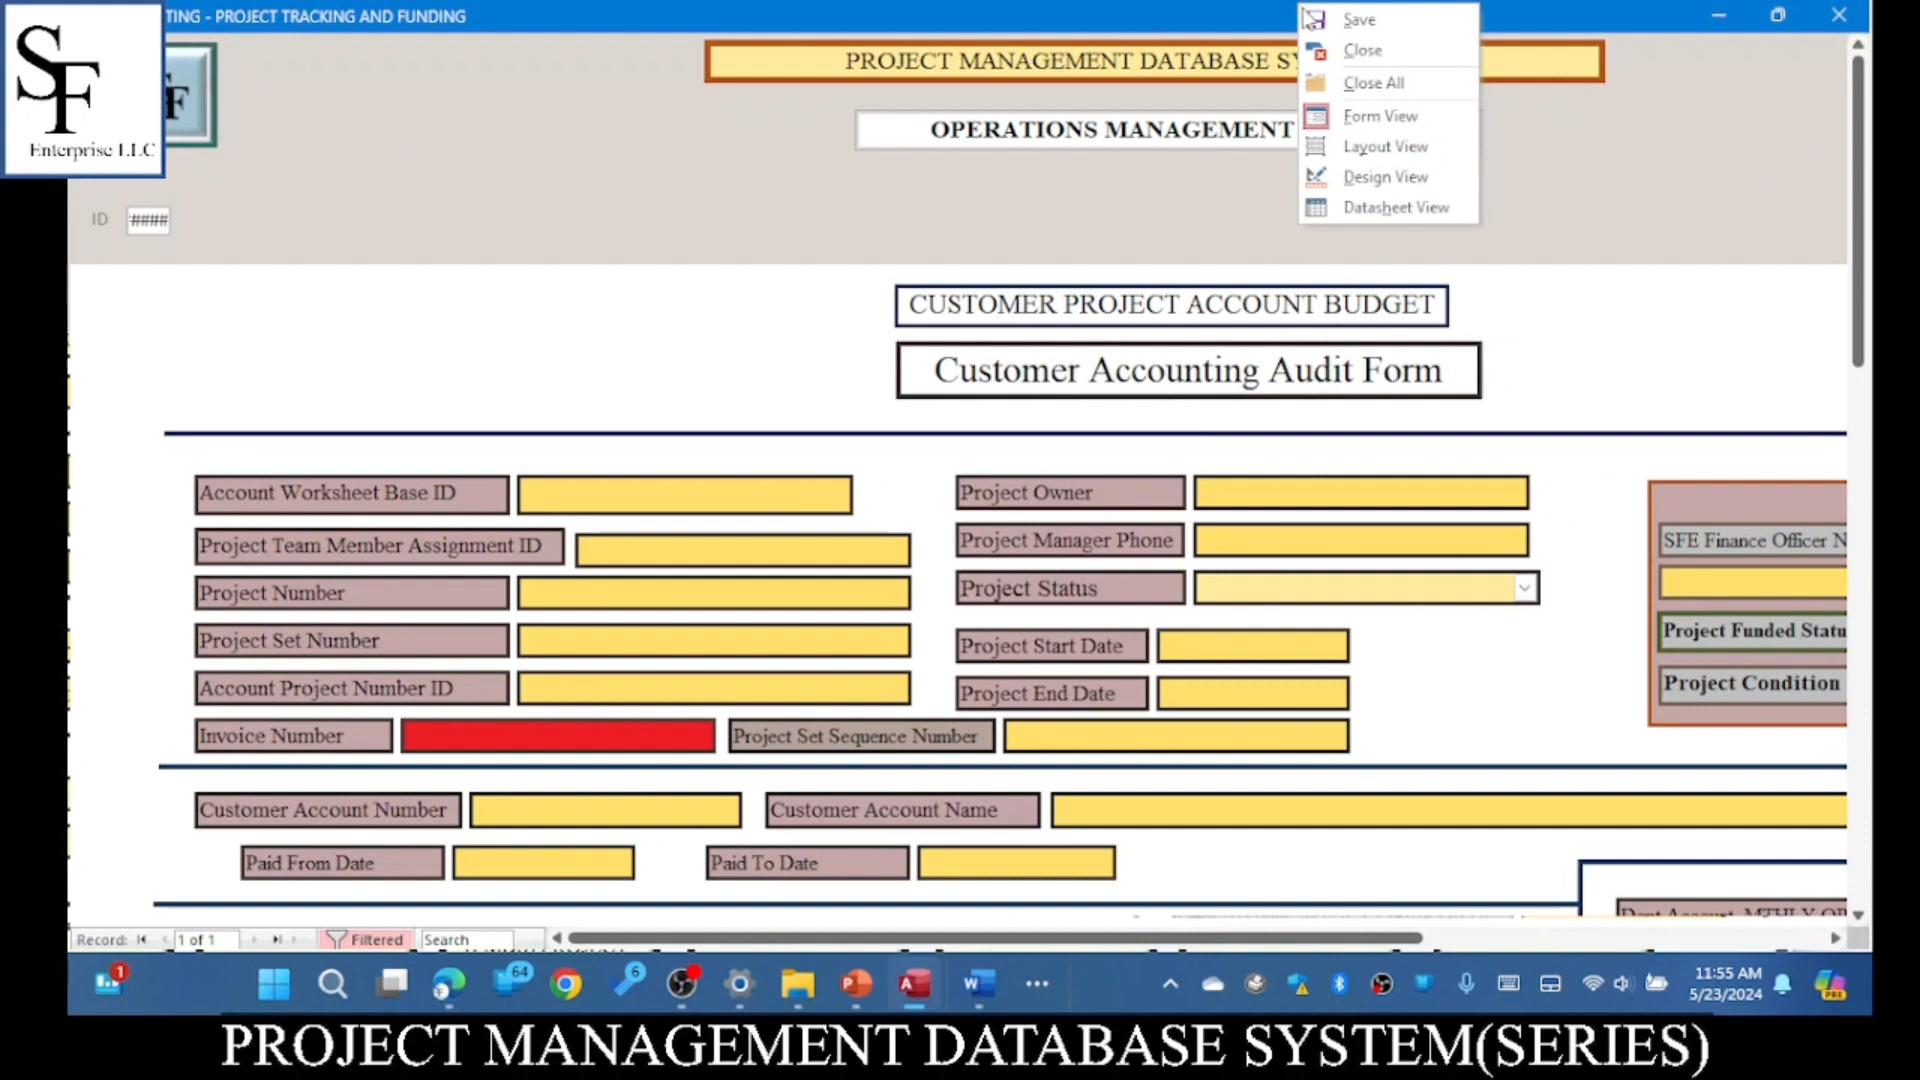 TING - PROJECT TRACKING AND FUNDING
SF
Enterprise LLC
F
PROJECT MANAGEMENT DATABASE SY
OPERATIONS MANAGEMENT
Save
Close
Close All
Form View
Layout View
Design View
Datasheet View
ID ####
CUSTOMER PROJECT ACCOUNT BUDGET
Customer Accounting Audit Form
Account Worksheet Base ID
Project Owner
Project Team Member Assignment ID
Project Manager Phone
SFE Finance Officer N
Project Number
Project Status
Project Set Number
Project Start Date
Project Funded Statu
Account Project Number ID
Project End Date
Project Condition
Invoice Number
Project Set Sequence Number
Customer Account Number
Customer Account Name
Paid From Date
Paid To Date
Dept Account MTHLY OP
Record: 1 of 1 Filtered Search
1
64
6
P
A
W
PRE
11:55 AM
5/23/2024
PROJECT MANAGEMENT DATABASE SYSTEM(SERIES)